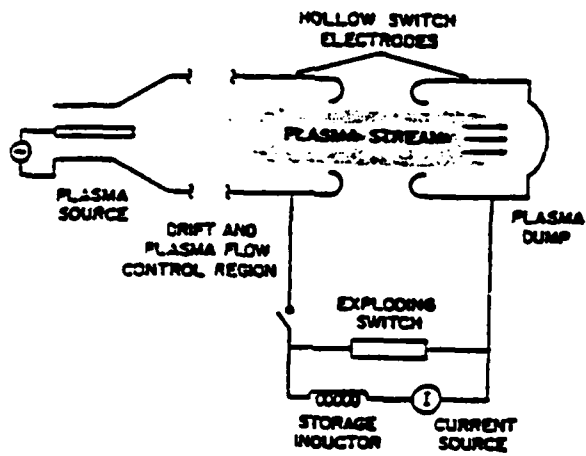 HOLLOW SWITCH
ELECTRODES
PLASMA STREAM
PLASMA
SOURCE
DRIFT AND
PLASMA FLOW
CONTROL REGION
PLASMA
DUMP
EXPLODING
SWITCH
I
STORAGE
INDUCTOR
CURRENT
SOURCE